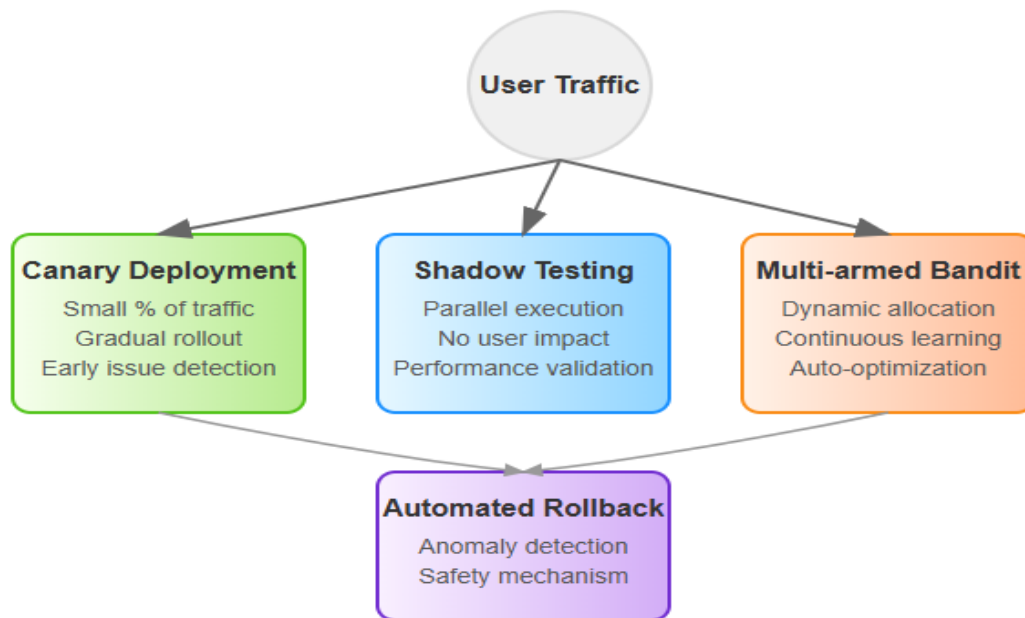 User Traffic
Canary Deployment
Small % of traffic
Gradual rollout
Early issue detection
Shadow Testing
Parallel execution
No user impact
Performance validation
Multi-armed Bandit
Dynamic allocation
Continuous learning
Auto-optimization
Automated Rollback
Anomaly detection
Safety mechanism